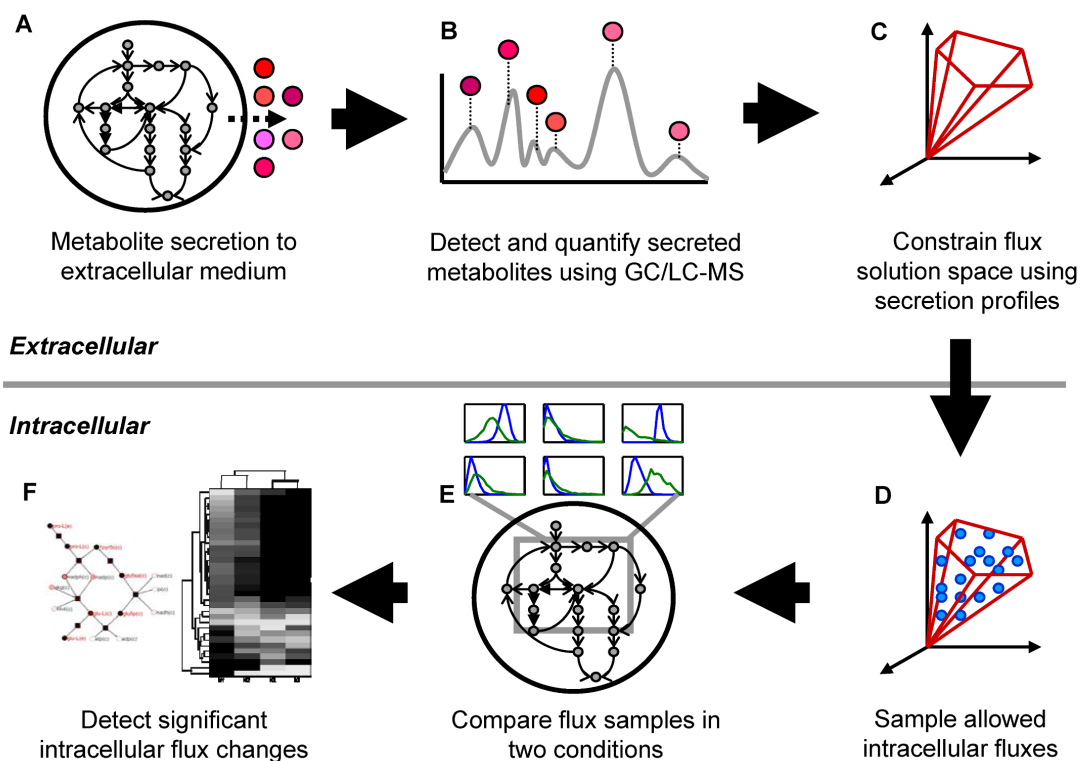 A
B
C
Metabolite secretion to
extracellular medium
Detect and quantify secreted
metabolites using GC/LC-MS
Constrain flux
solution space using
secretion profiles
Extracellular
Intracellular
F
E
D
Detect significant
intracellular flux changes
Compare flux samples in
two conditions
Sample allowed
intracellular fluxes